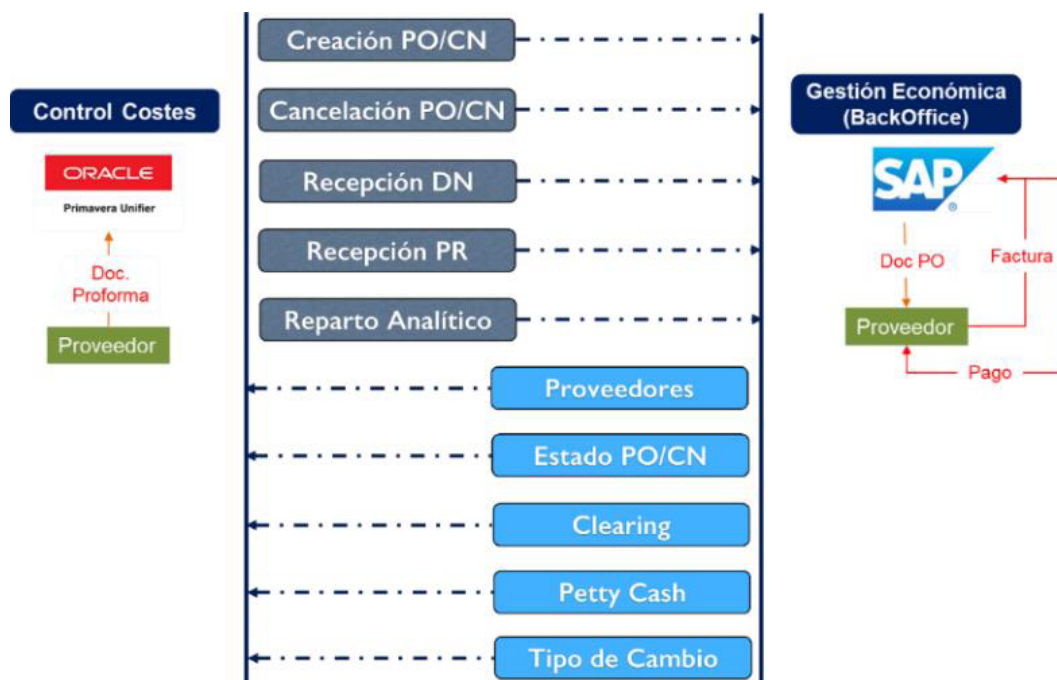 Control Costes
ORACLE
Primavera Unifier
Doc.
Proforma
Proveedor
Creación PO/CN
Cancelación PO/CN
Recepción DN
Recepción PR
Reparto Analítico
Proveedores
Estado PO/CN
Clearing
Petty Cash
Tipo de Cambio
Gestión Económica
(BackOffice)
SAP®
Doc PO
Factura
Proveedor
Pago